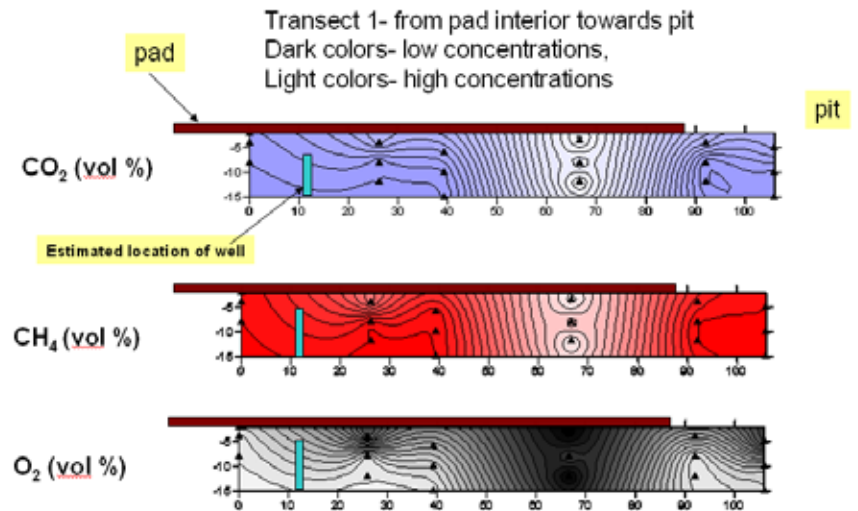 Transect 1- from pad interior towards pit
Dark colors- low concentrations,
Light colors- high concentrations
pad
pit
CO₂ (vol %)
-5
-10
-15
0 10 20 30 40 50 60 70 80 90 100
Estimated location of well
CH₄ (vol %)
-5
-10
-15
0 10 20 30 40 50 60 70 80 90 100
O₂ (vol %)
-5
-10
-15
0 10 20 30 40 50 60 70 80 90 100